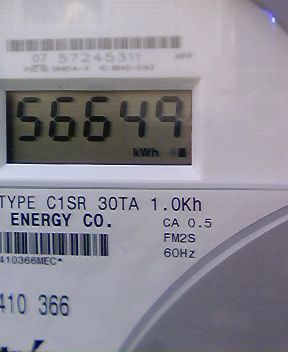 07 57245311
56649
kWh
TYPE C1SR 30TA 1.0Kh
ENERGY CO.
CA 0.5
FM2S
60Hz
410366MEC*
410 366